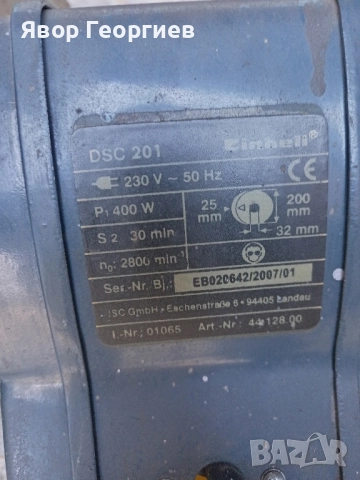 Явор Георгиев
DSC 201
Einhell®
230 V ~ 50 Hz
CE
P1 400 W
25 mm
200 mm
S 2 30 min
32 mm
n0: 2800 min-1
Ser.-Nr. Bj.: EB020642/2007/01
ISC GmbH • Eschenstraße 6 • 94405 Landau
I.-Nr.: 01065 Art.-Nr.: 44.128.00
BAZAR